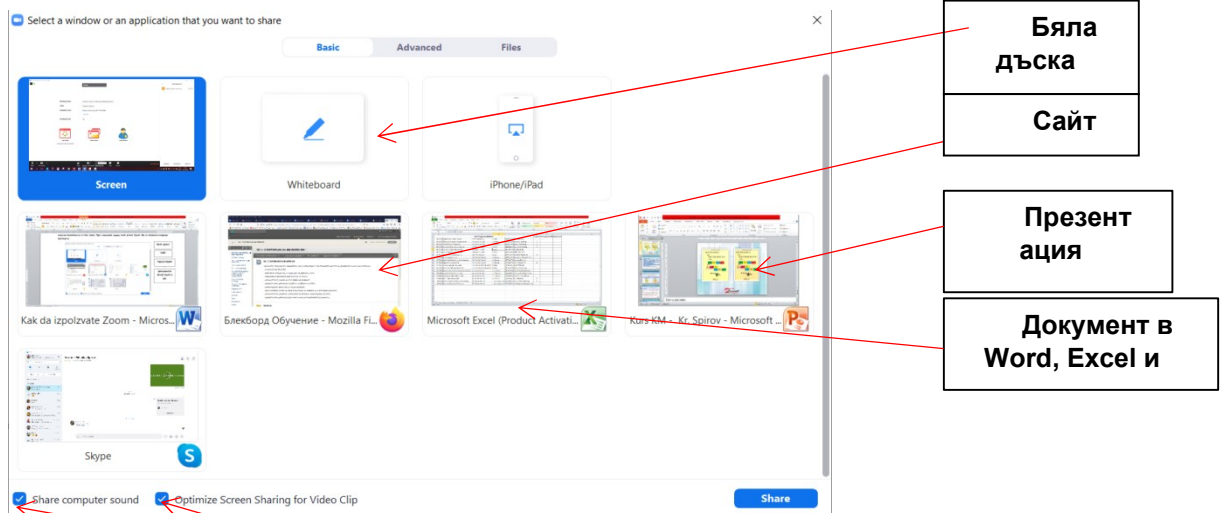 Select a window or an application that you want to share
Basic Advanced Files
Screen
Whiteboard
iPhone/iPad
Kak da izpolzvate Zoom - Micros...
Блекборд Обучение - Mozilla Fi...
Microsoft Excel (Product Activati...
Kurs KM - Kr. Spirov - Microsoft ...
Skype
Share computer sound
Optimize Screen Sharing for Video Clip
Share
Бяла
дъска
Сайт
Презент
ация
Документ в
Word, Excel и